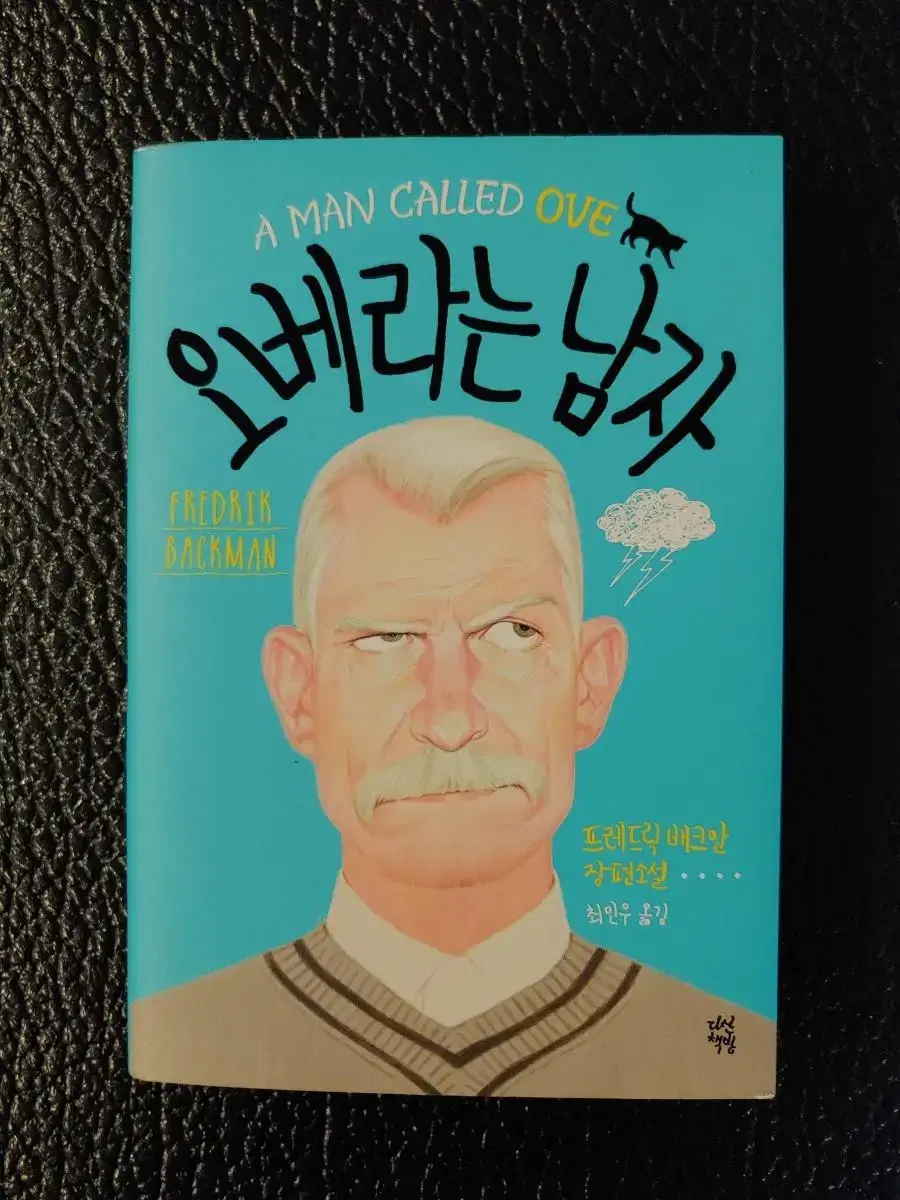 A MAN CALLED OVE
오베라는 남자
FREDRIK
BACKMAN
프레드릭 배크만
장편소설 ....
최인우 옮김
다산
책방